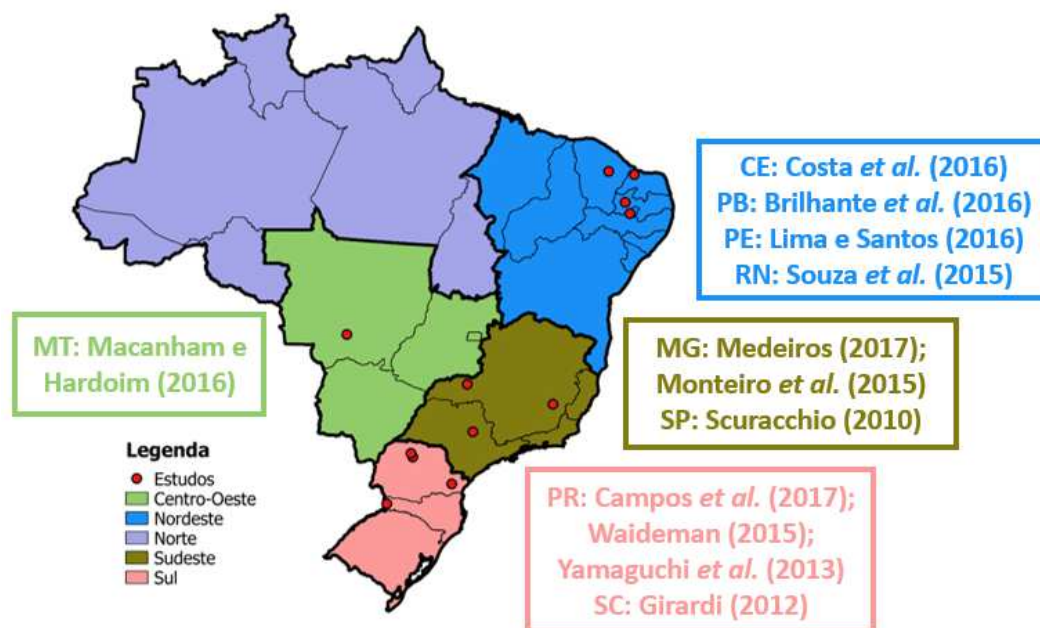 CE: Costa et al. (2016)
PB: Brilhante et al. (2016)
PE: Lima e Santos (2016)
RN: Souza et al. (2015)
MT: Macanham e
Hardoim (2016)
MG: Medeiros (2017);
Monteiro et al. (2015)
SP: Scuracchio (2010)
Legenda
Estudos
Centro-Oeste
Nordeste
Norte
Sudeste
Sul
PR: Campos et al. (2017);
Waideman (2015);
Yamaguchi et al. (2013)
SC: Girardi (2012)